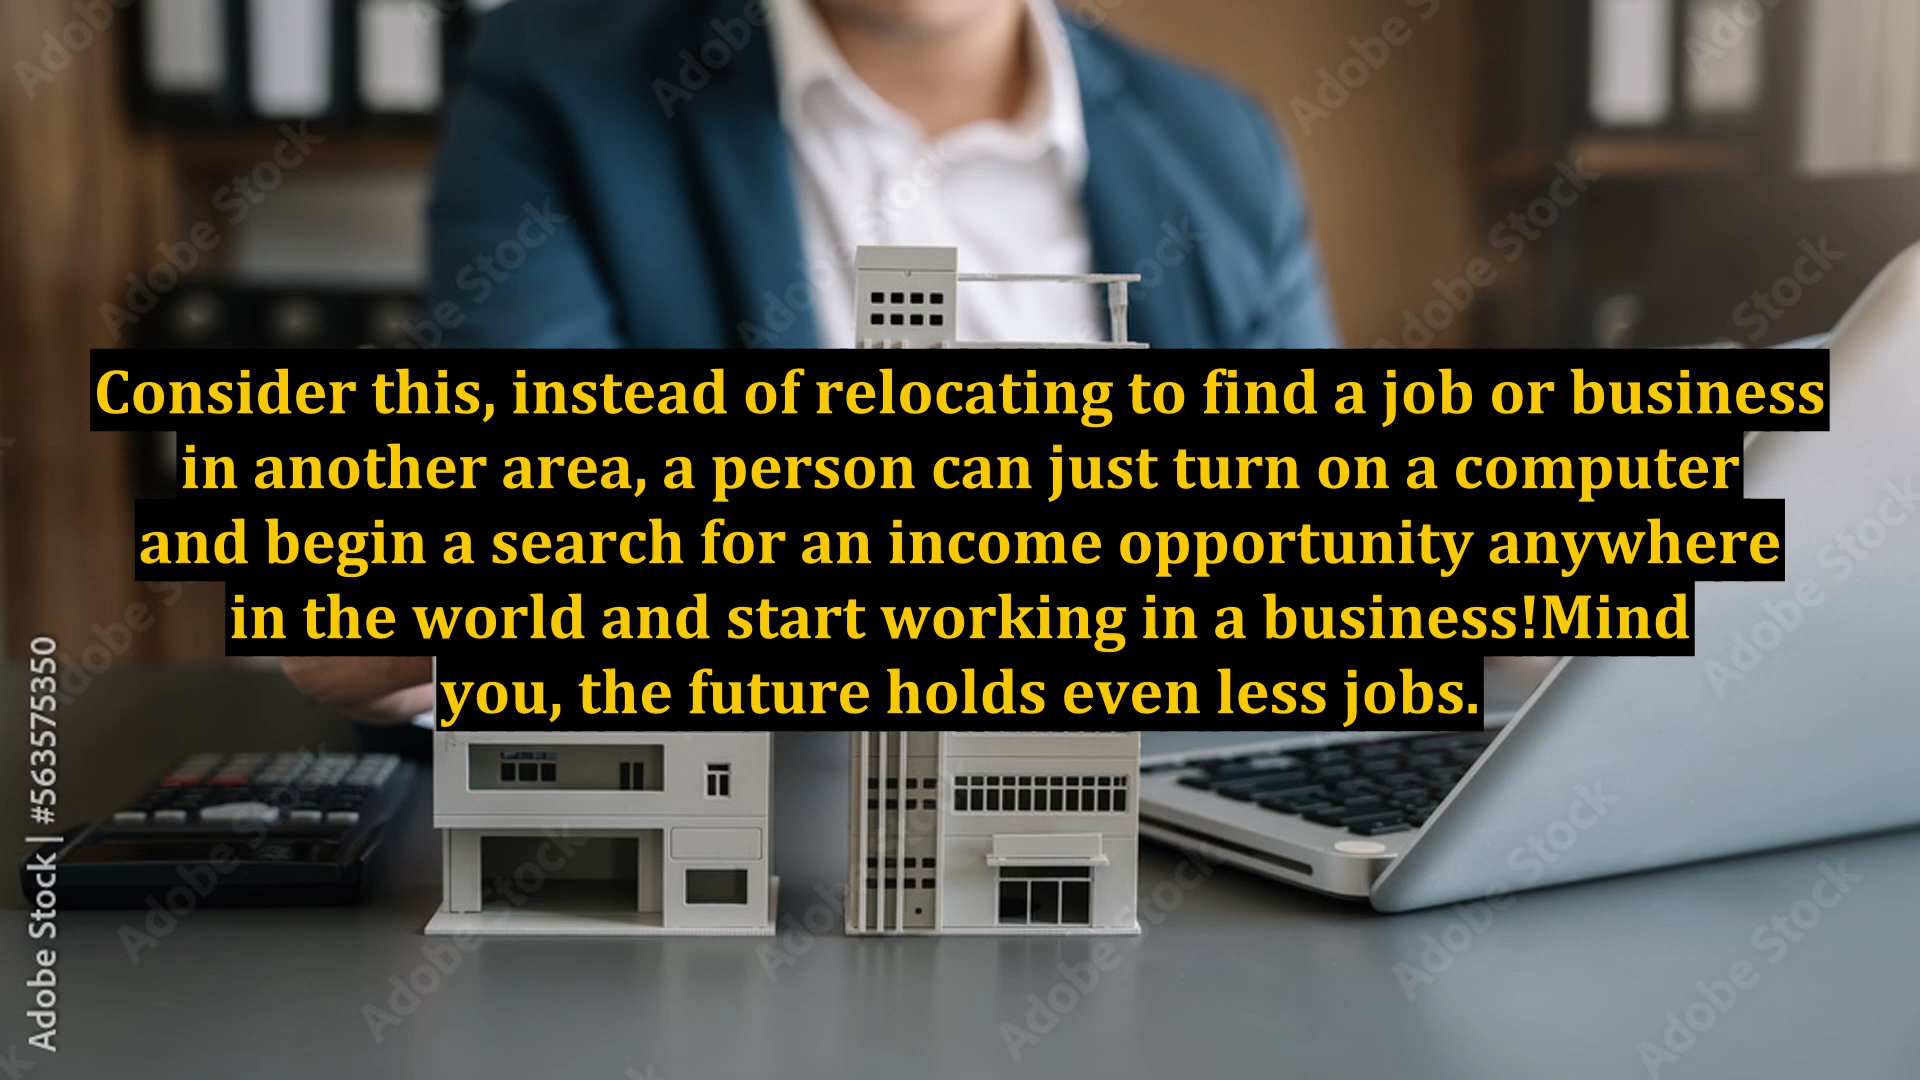 Consider this, instead of relocating to find a job or business
in another area, a person can just turn on a computer
and begin a search for an income opportunity anywhere
in the world and start working in a business!Mind
you, the future holds even less jobs.
Adobe Stock | #563575350
Adobe Stock